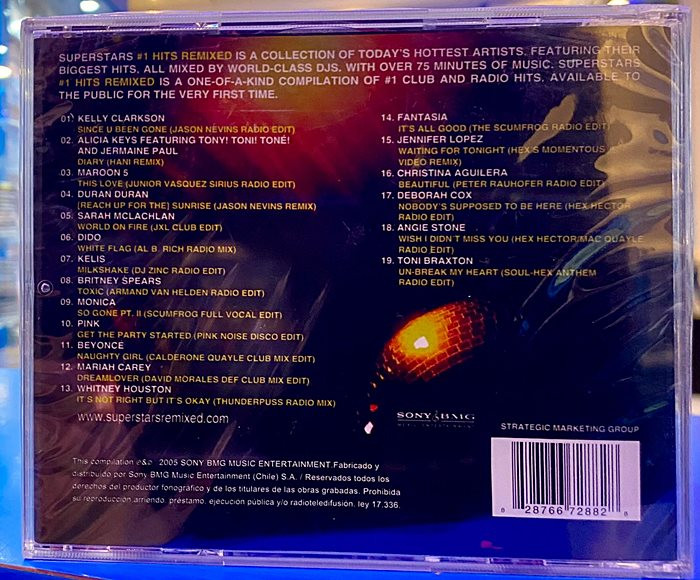 SUPERSTARS #1 HITS REMIXED IS A COLLECTION OF TODAY'S HOTTEST ARTISTS. FEATURING THEIR
BIGGEST HITS, ALL MIXED BY WORLD-CLASS DJS. WITH OVER 75 MINUTES OF MUSIC. SUPERSTARS
#1 HITS REMIXED IS A ONE-OF-A-KIND COMPILATION OF #1 CLUB AND RADIO HITS. AVAILABLE TO
THE PUBLIC FOR THE VERY FIRST TIME.
01. KELLY CLARKSON
SINCE U BEEN GONE (JASON NEVINS RADIO EDIT)
02. ALICIA KEYS FEATURING TONY! TONI! TONÉ!
AND JERMAINE PAUL
DIARY (HANI REMIX)
03. MAROON 5
THIS LOVE (JUNIOR VASQUEZ SIRIUS RADIO EDIT)
04. DURAN DURAN
[REACH UP FOR THE] SUNRISE (JASON NEVINS REMIX)
05. SARAH MCLACHLAN
WORLD ON FIRE (JXL CLUB EDIT)
06. DIDO
WHITE FLAG (AL B. RICH RADIO MIX)
07. KELIS
MILKSHAKE (DJ ZINC RADIO EDIT)
08. BRITNEY SPEARS
TOXIC (ARMAND VAN HELDEN RADIO EDIT)
09. MONICA
SO GONE PT. II (SCUMFROG FULL VOCAL EDIT)
10. PINK
GET THE PARTY STARTED (PINK NOISE DISCO EDIT)
11. BEYONCÉ
NAUGHTY GIRL (CALDERONE QUAYLE CLUB MIX EDIT)
12. MARIAH CAREY
DREAMLOVER (DAVID MORALES DEF CLUB MIX EDIT)
13. WHITNEY HOUSTON
IT'S NOT RIGHT BUT IT'S OKAY (THUNDERPUSS RADIO MIX)
14. FANTASIA
IT'S ALL GOOD (THE SCUMFROG RADIO EDIT)
15. JENNIFER LOPEZ
WAITING FOR TONIGHT (HEX'S MOMENTOUS
VIDEO REMIX)
16. CHRISTINA AGUILERA
BEAUTIFUL (PETER RAUHOFER RADIO EDIT)
17. DEBORAH COX
NOBODY'S SUPPOSED TO BE HERE (HEX HECTOR
RADIO EDIT)
18. ANGIE STONE
WISH I DIDN'T MISS YOU (HEX HECTOR/MAC QUAYLE
RADIO EDIT)
19. TONI BRAXTON
UN-BREAK MY HEART (SOUL-HEX ANTHEM
RADIO EDIT)
www.superstarsremixed.com
SONY BMG
MUSIC ENTERTAINMENT
STRATEGIC MARKETING GROUP
This compilation 2005 SONY BMG MUSIC ENTERTAINMENT.Fabricado y
distribuido por Sony BMG Music Entertainment (Chile) S.A. / Reservados todos los
derechos del productor fonográfico y de los titulares de las obras grabadas. Prohibida
su reproducción arriendo, préstamo, ejecución pública y/o radioteledifusión. ley 17.336.
8 28766 72882 8